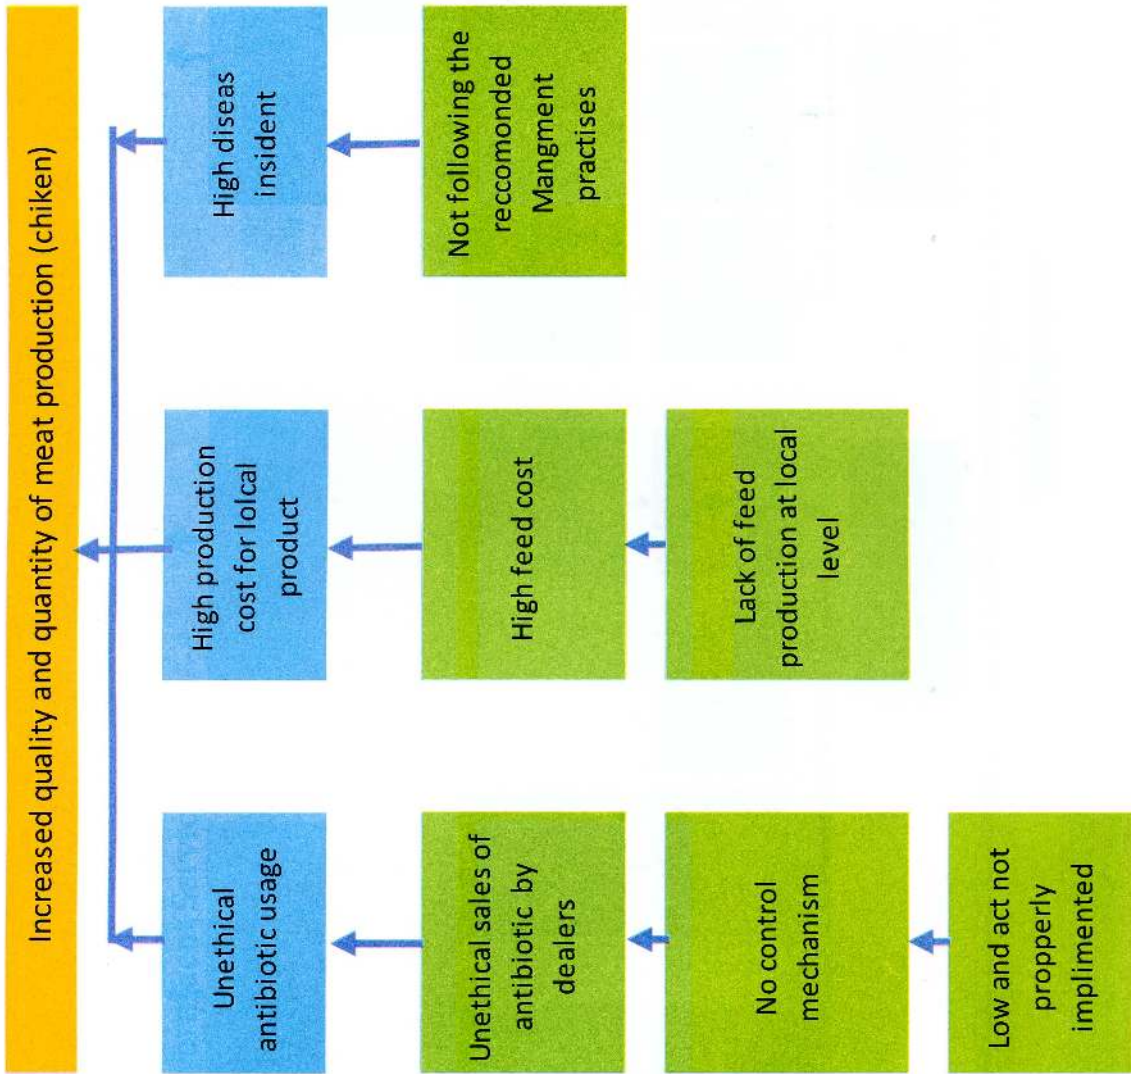 Increased quality and quantity of meat production (chiken)
Unethical
antibiotic usage
High production
cost for lolcal
product
High diseas
insident
Unethical sales of
antibiotic by
dealers
High feed cost
Not following the
reccomonded
Mangment
practises
No control
mechanism
Lack of feed
production at local
level
Low and act not
propperly
implimented